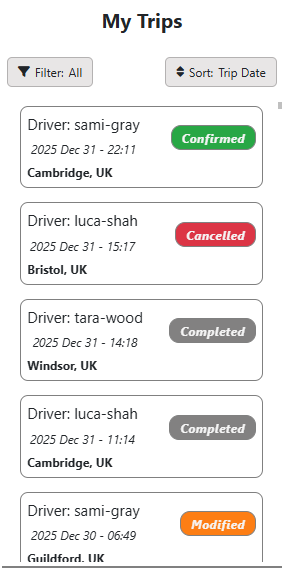 My Trips
Filter: All
Sort: Trip Date
Driver: sami-gray
2025 Dec 31 - 22:11
Cambridge, UK
Confirmed
Driver: luca-shah
2025 Dec 31 - 15:17
Bristol, UK
Cancelled
Driver: tara-wood
2025 Dec 31 - 14:18
Windsor, UK
Completed
Driver: luca-shah
2025 Dec 31 - 11:14
Cambridge, UK
Completed
Driver: sami-gray
2025 Dec 30 - 06:49
Guildford, UK
Modified